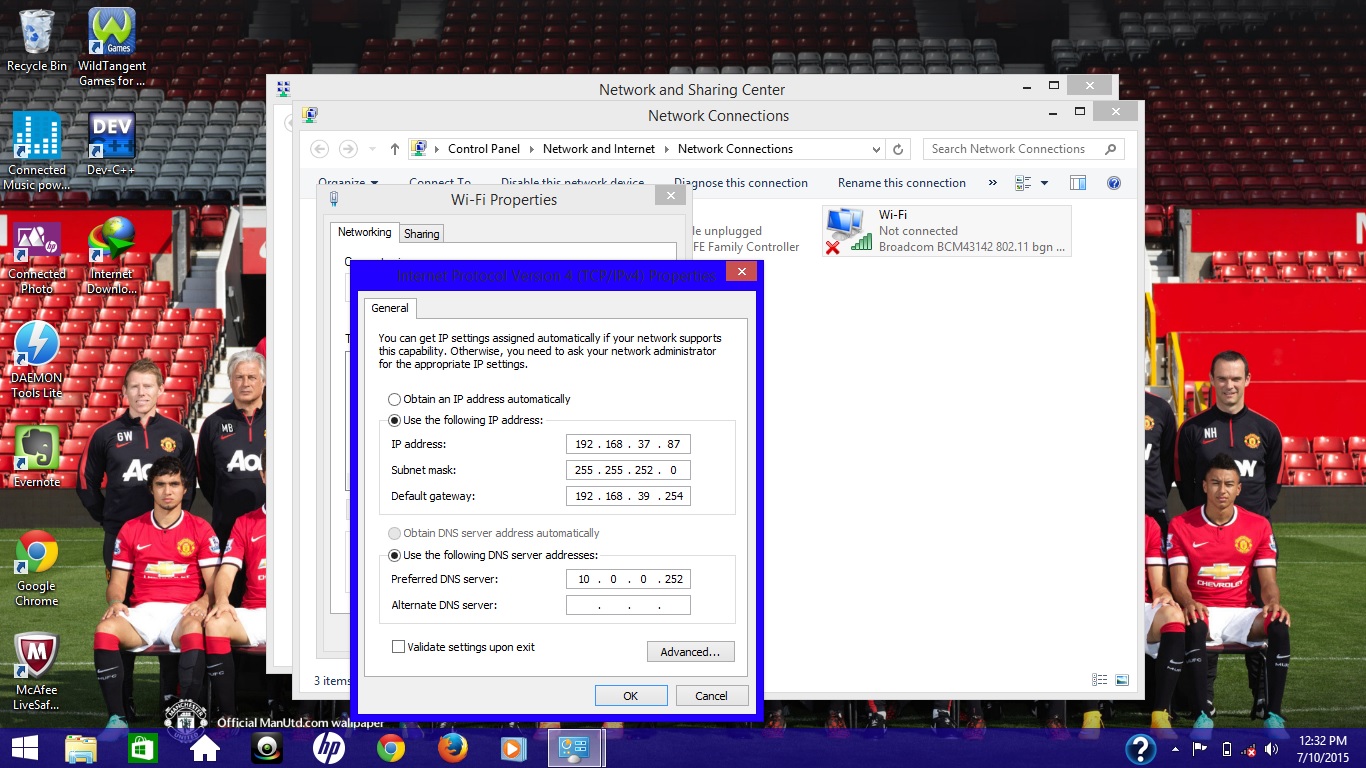 Recycle Bin
WildTangent
Games for ...
Games
Connected
Music pow...
DEV
Dev-C++
Connected
Photo
Internet
Downlo...
DAEMON
Tools Lite
Evernote
Google
Chrome
McAfee
LiveSaf...
Network and Sharing Center
Network Connections
Control Panel
Network and Internet
Network Connections
Search Network Connections
Organize
Connect To
Disable this network device
Diagnose this connection
Rename this connection
»
le unplugged
FE Family Controller
Wi-Fi
Not connected
Broadcom BCM43142 802.11 bgn ...
Wi-Fi Properties
Networking
Sharing
Internet Protocol Version 4 (TCP/IPv4) Properties
General
You can get IP settings assigned automatically if your network supports
this capability. Otherwise, you need to ask your network administrator
for the appropriate IP settings.
Obtain an IP address automatically
Use the following IP address:
IP address:
192 . 168 . 37 . 87
Subnet mask:
255 . 255 . 252 . 0
Default gateway:
192 . 168 . 39 . 254
Obtain DNS server address automatically
Use the following DNS server addresses:
Preferred DNS server:
10 . 0 . 0 . 252
Alternate DNS server:
. . .
Validate settings upon exit
Advanced...
OK
Cancel
3 items
GW
MB
NH
CHEVROLET
Official ManUtd.com wallpaper
hp
12:32 PM
7/10/2015